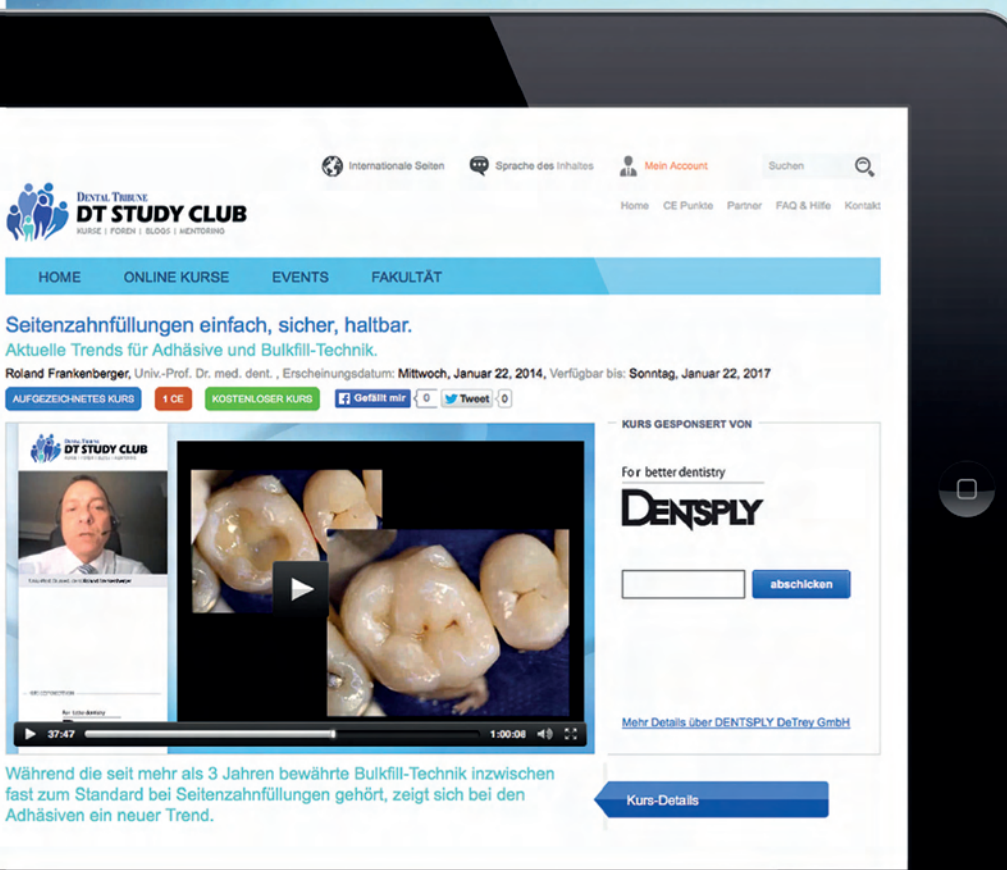 Internationale Seiten
Sprache des Inhaltes
Mein Account
Suchen
DENTAL TRIBUNE
DT STUDY CLUB
KURSE | FOREN | BLOGS | MENTORING
Home CE Punkte Partner FAQ & Hilfe Kontakt
HOME ONLINE KURSE EVENTS FAKULTÄT
Seitenzahnfüllungen einfach, sicher, haltbar.
Aktuelle Trends für Adhäsive und Bulkfill-Technik.
Roland Frankenberger, Univ.-Prof. Dr. med. dent. , Erscheinungsdatum: Mittwoch, Januar 22, 2014, Verfügbar bis: Sonntag, Januar 22, 2017
AUFGEZEICHNETES KURS
1 CE
KOSTENLOSER KURS
Gefällt mir 0
Tweet 0
DENTAL TRIBUNE
DT STUDY CLUB
For better dentistry
37:47
1:00:06
KURS GESPONSERT VON
For better dentistry
DENTSPLY
abschicken
Mehr Details über DENTSPLY DeTrey GmbH
Während die seit mehr als 3 Jahren bewährte Bulkfill-Technik inzwischen
fast zum Standard bei Seitenzahnfüllungen gehört, zeigt sich bei den
Adhäsiven ein neuer Trend.
Kurs-Details